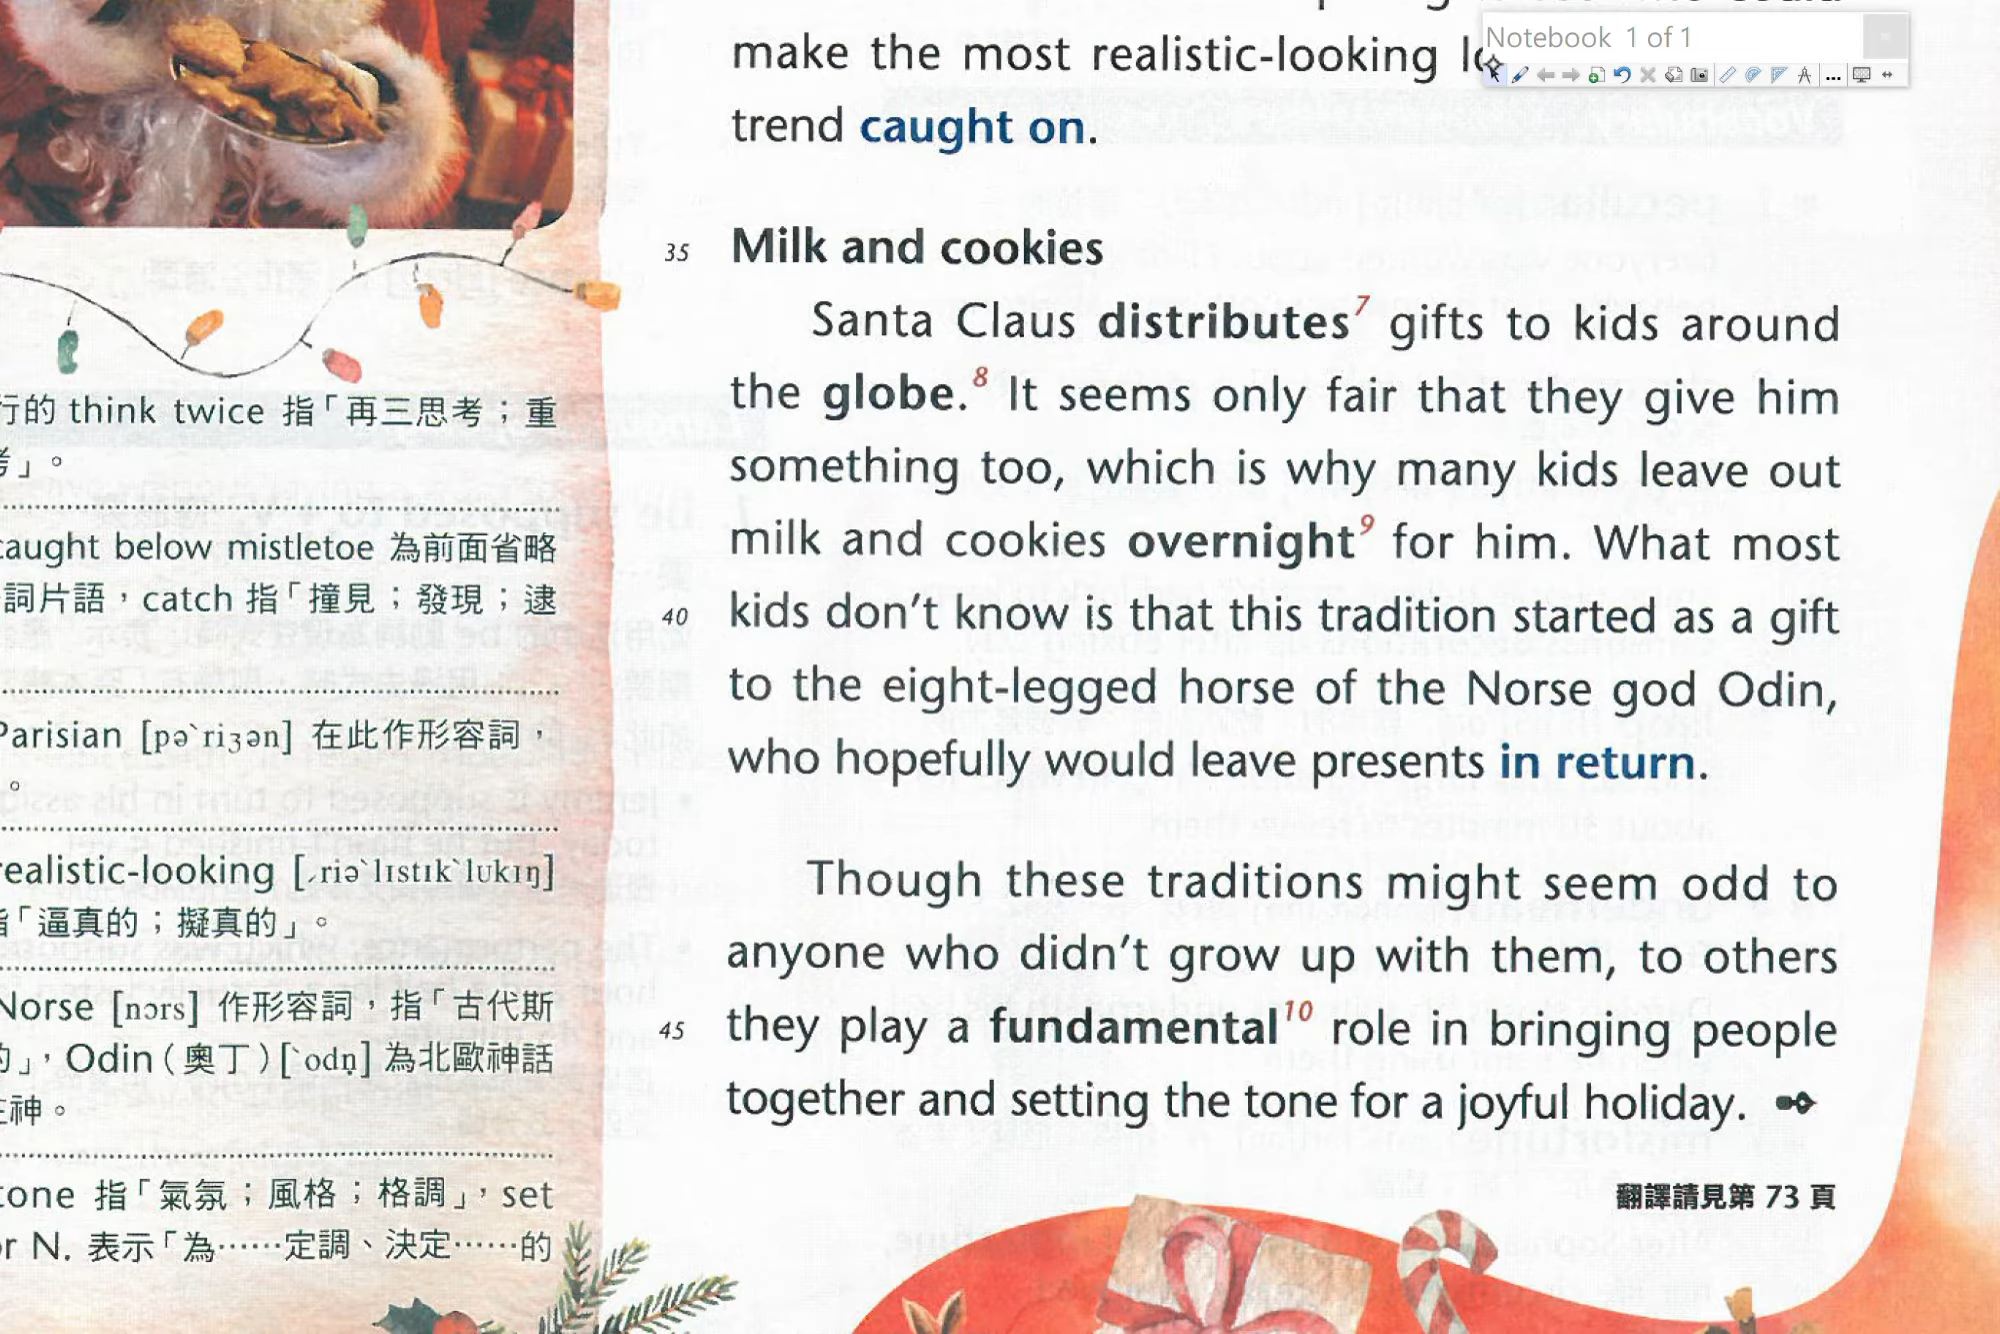 make the most realistic-looking
trend caught on.
35 Milk and cookies
Santa Claus distributes7 gifts to kids around
the globe.8 It seems only fair that they give him
something too, which is why many kids leave out
milk and cookies overnight9 for him. What most
40 kids don't know is that this tradition started as a gift
to the eight-legged horse of the Norse god Odin,
who hopefully would leave presents in return.
Though these traditions might seem odd to
anyone who didn't grow up with them, to others
45 they play a fundamental10 role in bringing people
together and setting the tone for a joyful holiday.
翻譯請見第 73 頁
行的 think twice 指「再三思考；重
考」。
caught below mistletoe 為前面省略
詞片語，catch 指「撞見；發現；逮
Parisian [pəˋriʒən] 在此作形容詞，
。
realistic-looking [ˏriəˋlɪstɪkˋlʊkɪŋ]
指「逼真的；擬真的」。
Norse [nɔrs] 作形容詞，指「古代斯
的」，Odin（奧丁）[ˋodṇ] 為北歐神話
主神。
tone 指「氣氛；風格；格調」，set
or N. 表示「為……定調、決定……的
Notebook 1 of 1